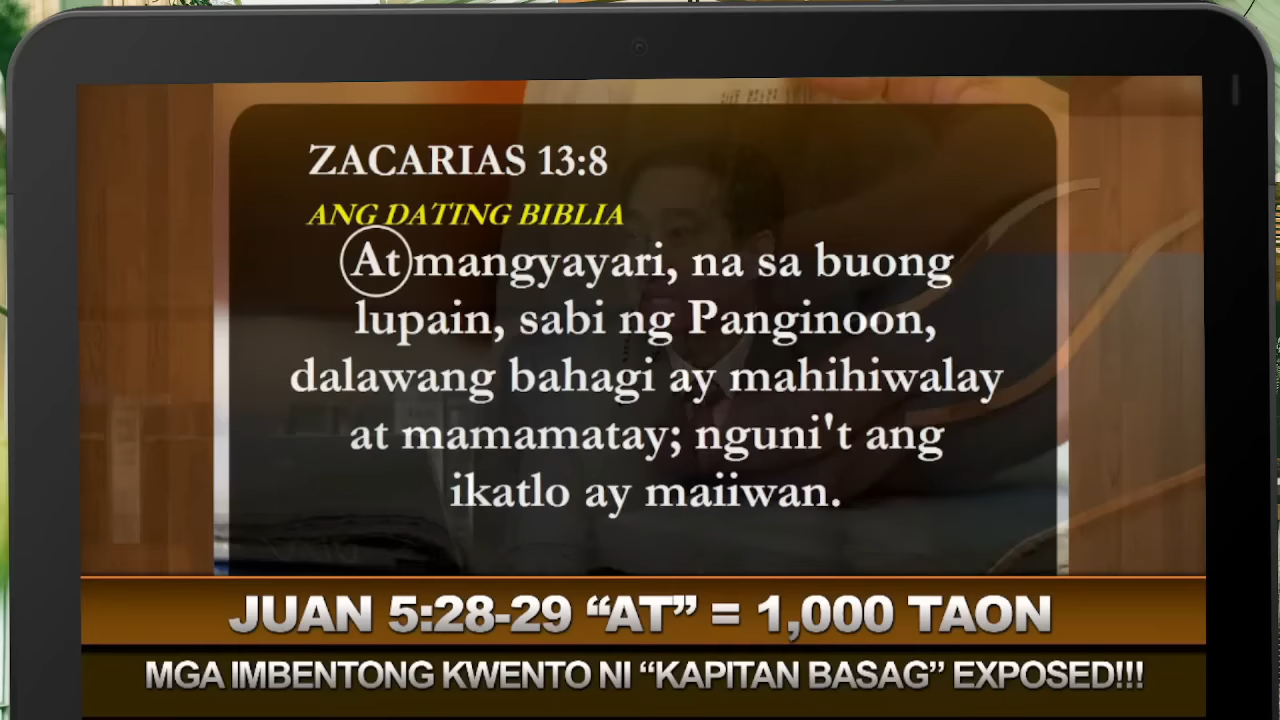 ZACARIAS 13:8
ANG DATING BIBLIA
At mangyayari, na sa buong
lupain, sabi ng Panginoon,
dalawang bahagi ay mahihiwalay
at mamamatay; nguni't ang
ikatlo ay maiiwan.
JUAN 5:28-29 “AT” = 1,000 TAON
MGA IMBENTONG KWENTO NI “KAPITAN BASAG” EXPOSED!!!